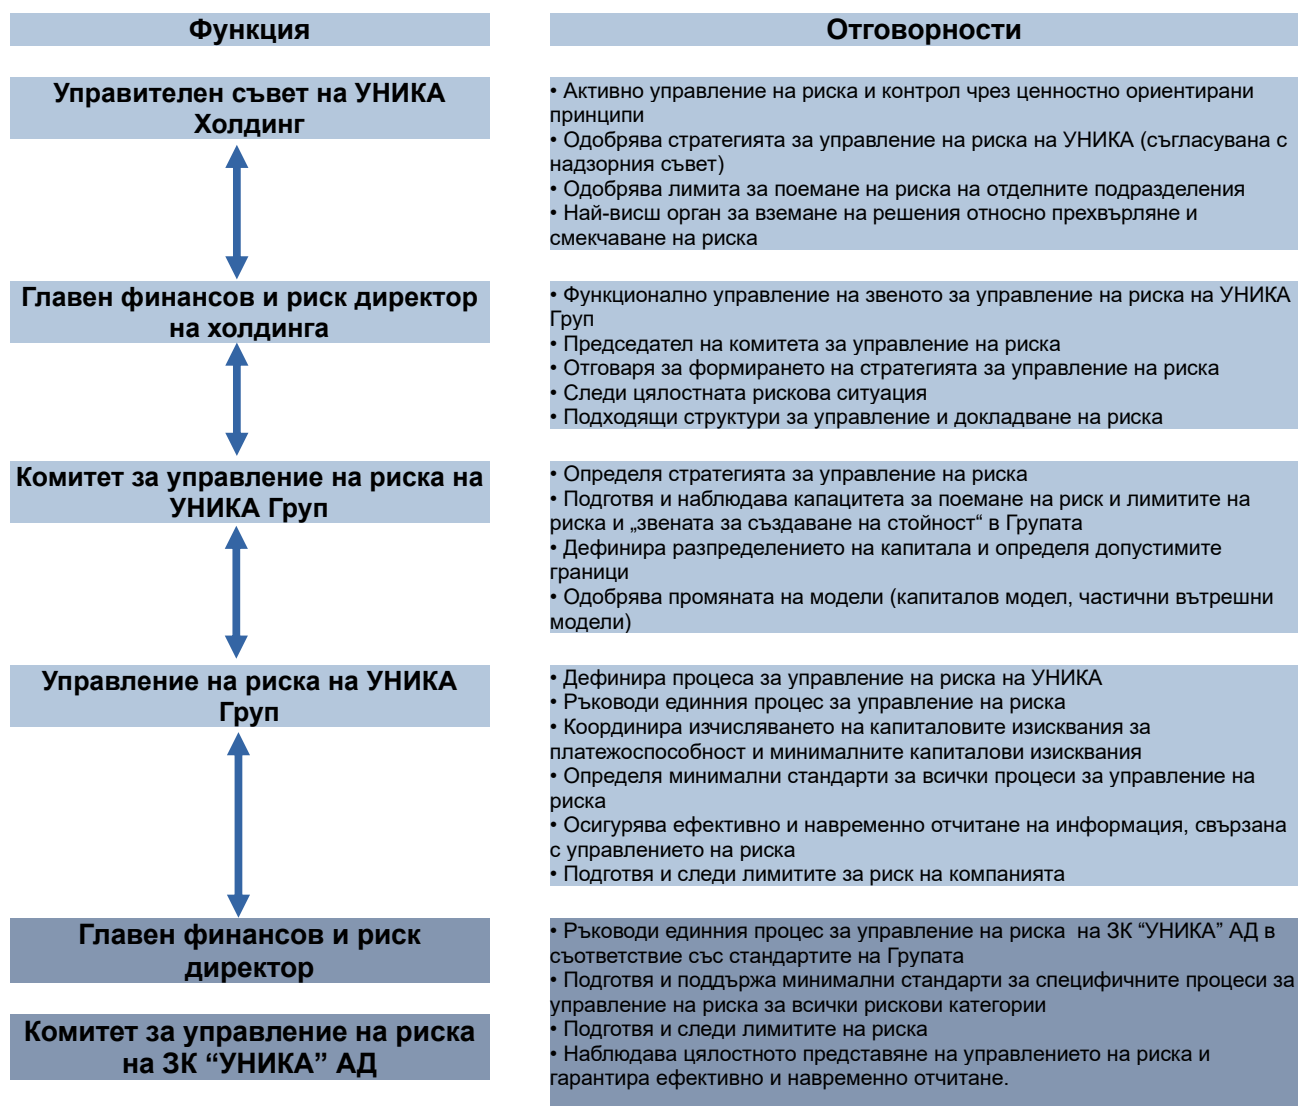 Функция
Отговорности
Управителен съвет на УНИКА
Холдинг
• Активно управление на риска и контрол чрез ценностно ориентирани
принципи
• Одобрява стратегията за управление на риска на УНИКА (съгласувана с
надзорния съвет)
• Одобрява лимита за поемане на риска на отделните подразделения
• Най-висш орган за вземане на решения относно прехвърляне и
смекчаване на риска
Главен финансов и риск директор
на холдинга
• Функционално управление на звеното за управление на риска на УНИКА
Груп
• Председател на комитета за управление на риска
• Отговаря за формирането на стратегията за управление на риска
• Следи цялостната рискова ситуация
• Подходящи структури за управление и докладване на риска
Комитет за управление на риска на
УНИКА Груп
• Определя стратегията за управление на риска
• Подготвя и наблюдава капацитета за поемане на риск и лимитите на
риска и „звената за създаване на стойност“ в Групата
• Дефинира разпределението на капитала и определя допустимите
граници
• Одобрява промяната на модели (капиталов модел, частични вътрешни
модели)
Управление на риска на УНИКА
Груп
• Дефинира процеса за управление на риска на УНИКА
• Ръководи единния процес за управление на риска
• Координира изчисляването на капиталовите изисквания за
платежоспособност и минималните капиталови изисквания
• Определя минимални стандарти за всички процеси за управление на
риска
• Осигурява ефективно и навременно отчитане на информация, свързана
с управлението на риска
• Подготвя и следи лимитите за риск на компанията
Главен финансов и риск
директор
Комитет за управление на риска
на ЗК “УНИКА” АД
• Ръководи единния процес за управление на риска  на ЗК “УНИКА” АД в
съответствие със стандартите на Групата
• Подготвя и поддържа минимални стандарти за специфичните процеси за
управление на риска за всички рискови категории
• Подготвя и следи лимитите на риска
• Наблюдава цялостното представяне на управлението на риска и
гарантира ефективно и навременно отчитане.